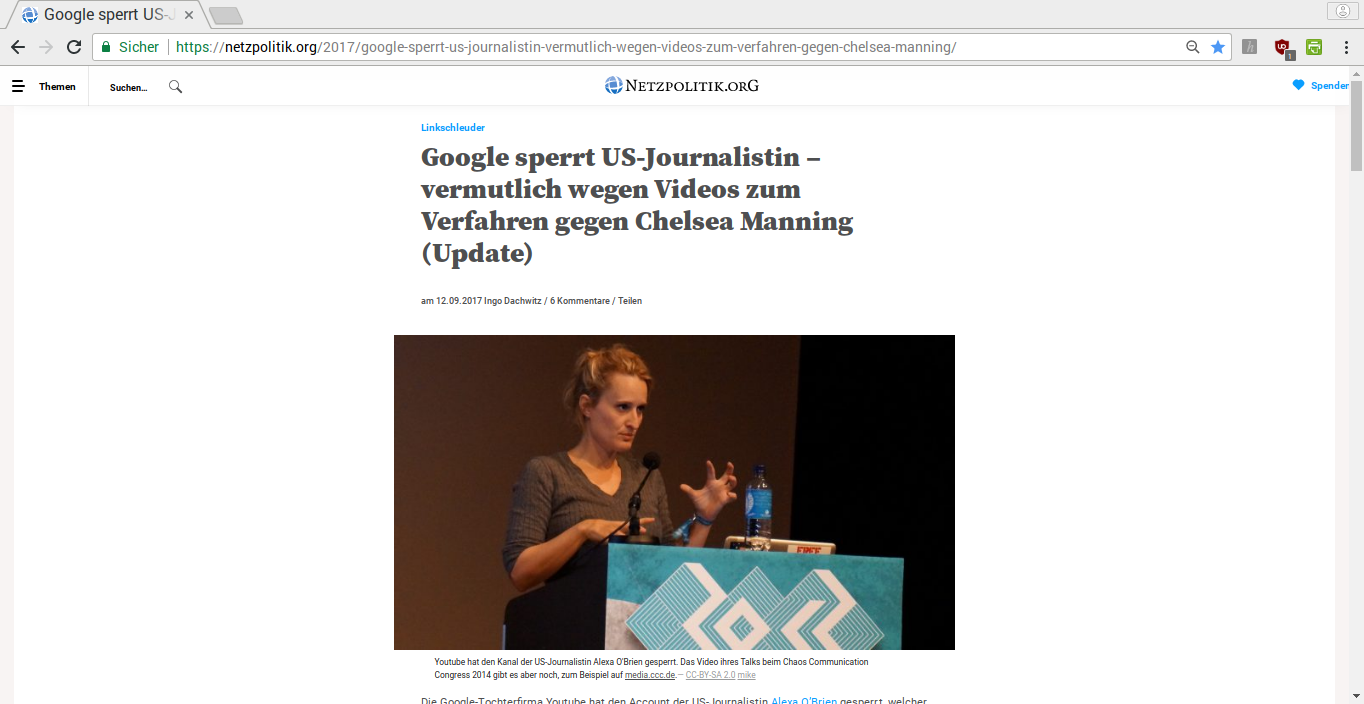 Google sperrt US-J
Sicher
https://netzpolitik.org/2017/google-sperrt-us-journalistin-vermutlich-wegen-videos-zum-verfahren-gegen-chelsea-manning/
h
1
Themen
Suchen...
NETZPOLITIK.ORG
Spenden
Linkschleuder
Google sperrt US-Journalistin –
vermutlich wegen Videos zum
Verfahren gegen Chelsea Manning
(Update)
am 12.09.2017 Ingo Dachwitz / 6 Kommentare / Teilen
FREE
Youtube hat den Kanal der US-Journalistin Alexa O'Brien gesperrt. Das Video ihres Talks beim Chaos Communication
Congress 2014 gibt es aber noch, zum Beispiel auf media.ccc.de.— CC-BY-SA 2.0 mike
Die Google-Tochterfirma Youtube hat den Account der US-Journalistin Alexa O'Brien gesperrt, welcher